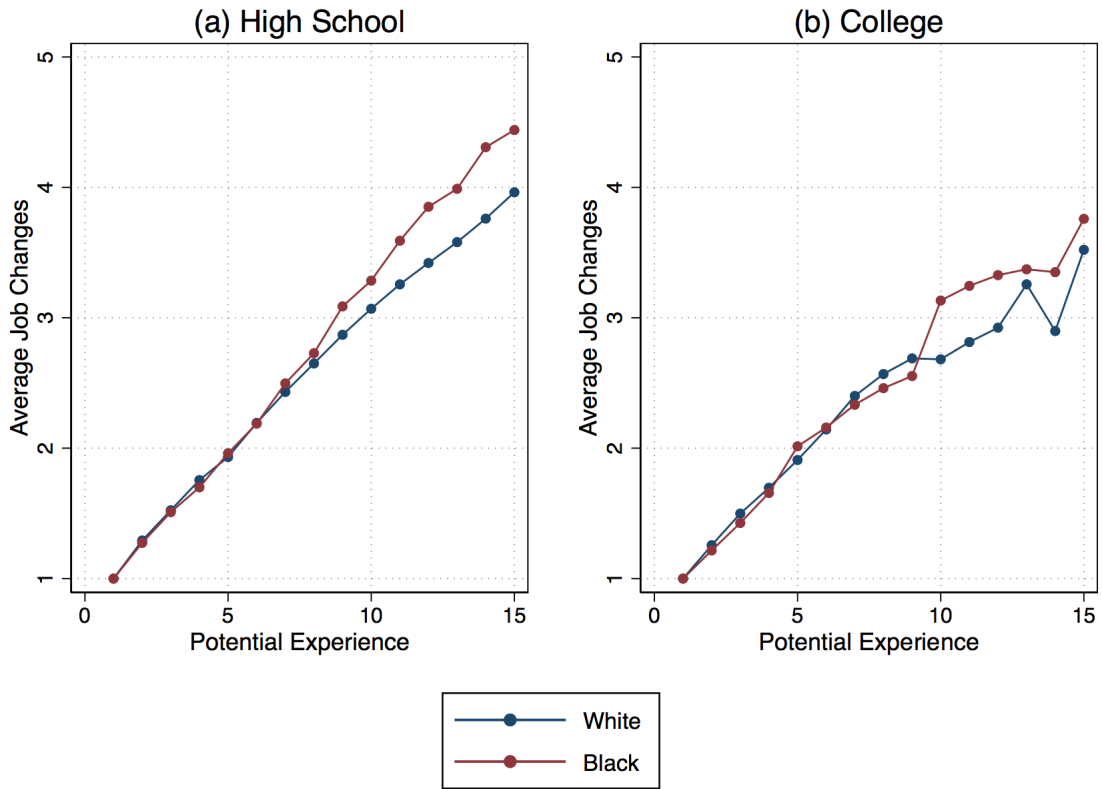 (a) High School
(b) College
Average Job Changes
5
4
3
2
1
0 5 10 15
Potential Experience
Average Job Changes
5
4
3
2
1
0 5 10 15
Potential Experience
White
Black